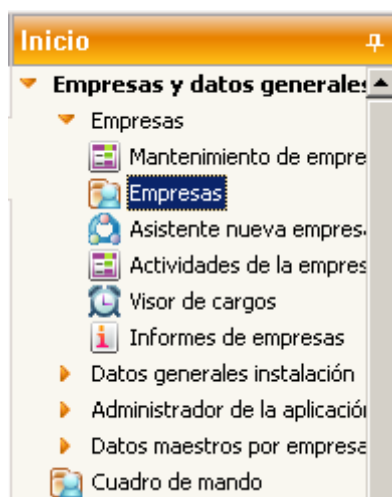 Inicio
Empresas y datos generales
Empresas
Mantenimiento de empre
Empresas
Asistente nueva empres
Actividades de la empres
Visor de cargos
Informes de empresas
Datos generales instalación
Administrador de la aplicació
Datos maestros por empresa
Cuadro de mando